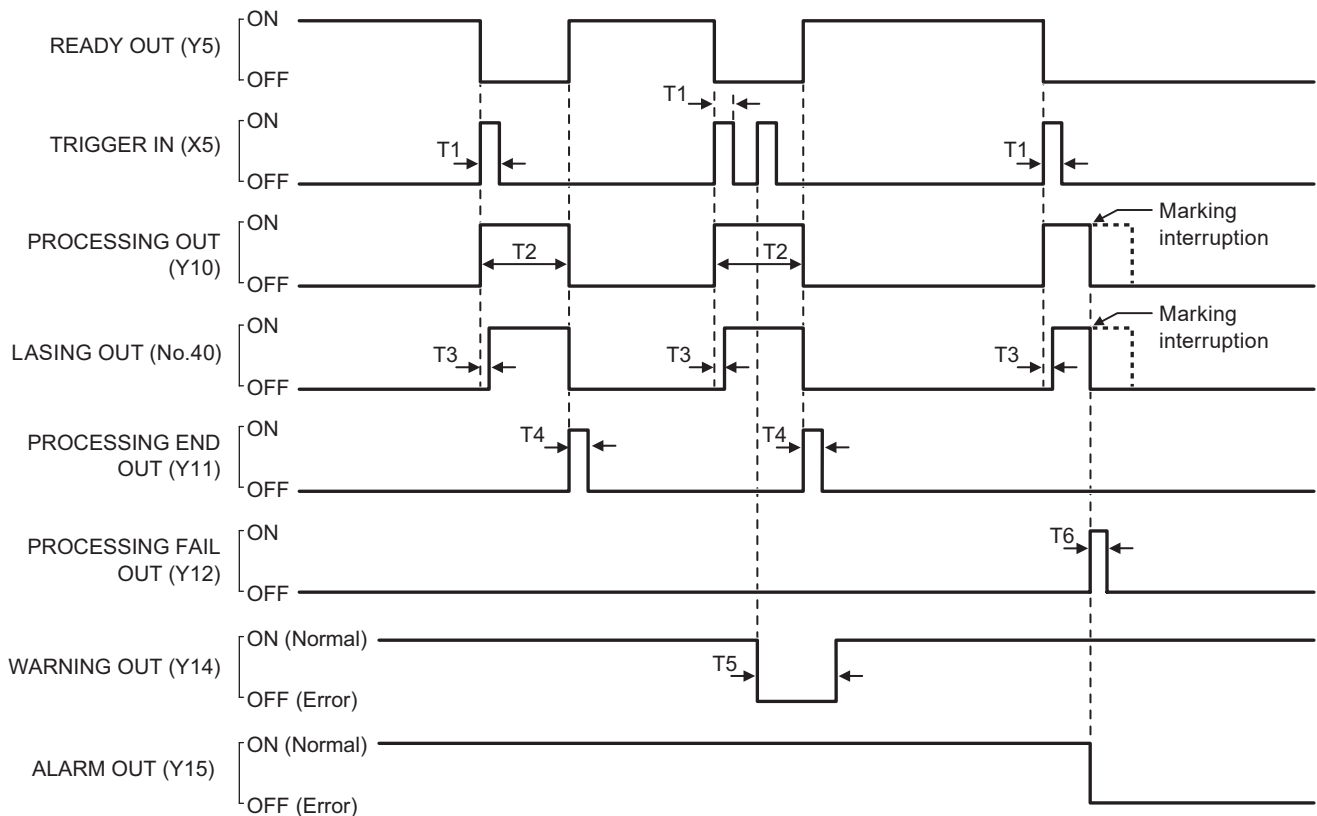 READY OUT (Y5)
ON
OFF
TRIGGER IN (X5)
ON
OFF
T1
T1
T1
PROCESSING OUT
(Y10)
ON
OFF
T2
T2
Marking
interruption
LASING OUT (No.40)
ON
OFF
T3
T3
T3
Marking
interruption
PROCESSING END
OUT (Y11)
ON
OFF
T4
T4
PROCESSING FAIL
OUT (Y12)
ON
OFF
T6
WARNING OUT (Y14)
ON (Normal)
OFF (Error)
T5
ALARM OUT (Y15)
ON (Normal)
OFF (Error)